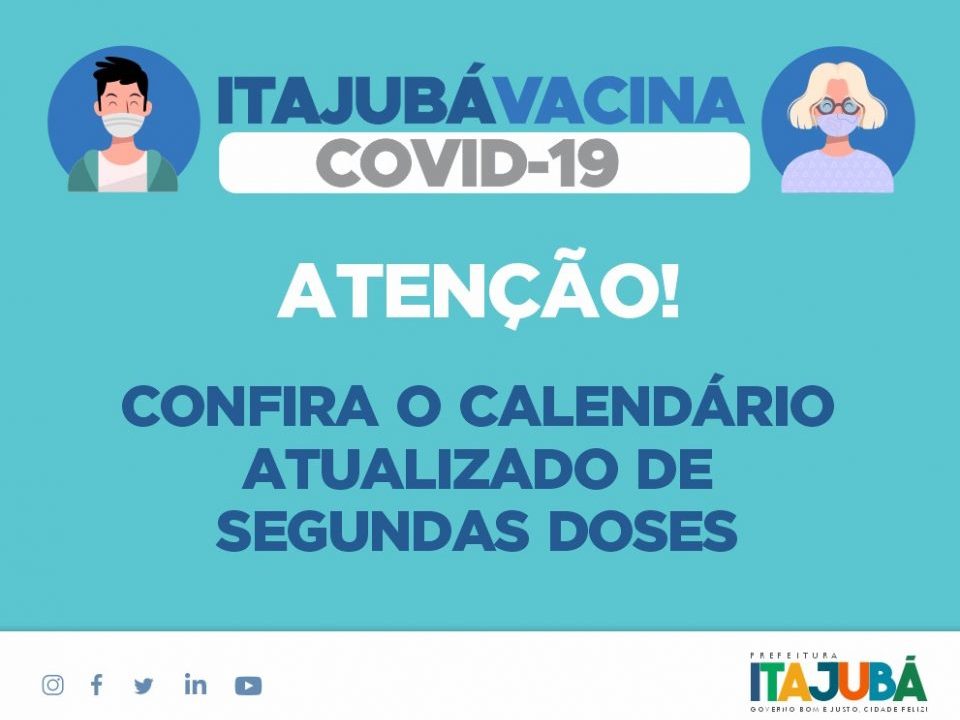 ITAJUBÁVACINA
COVID-19
ATENÇÃO!
CONFIRA O CALENDÁRIO
ATUALIZADO DE
SEGUNDAS DOSES
PREFEITURA
ITAJUBÁ
GOVERNO BOM E JUSTO, CIDADE FELIZ!